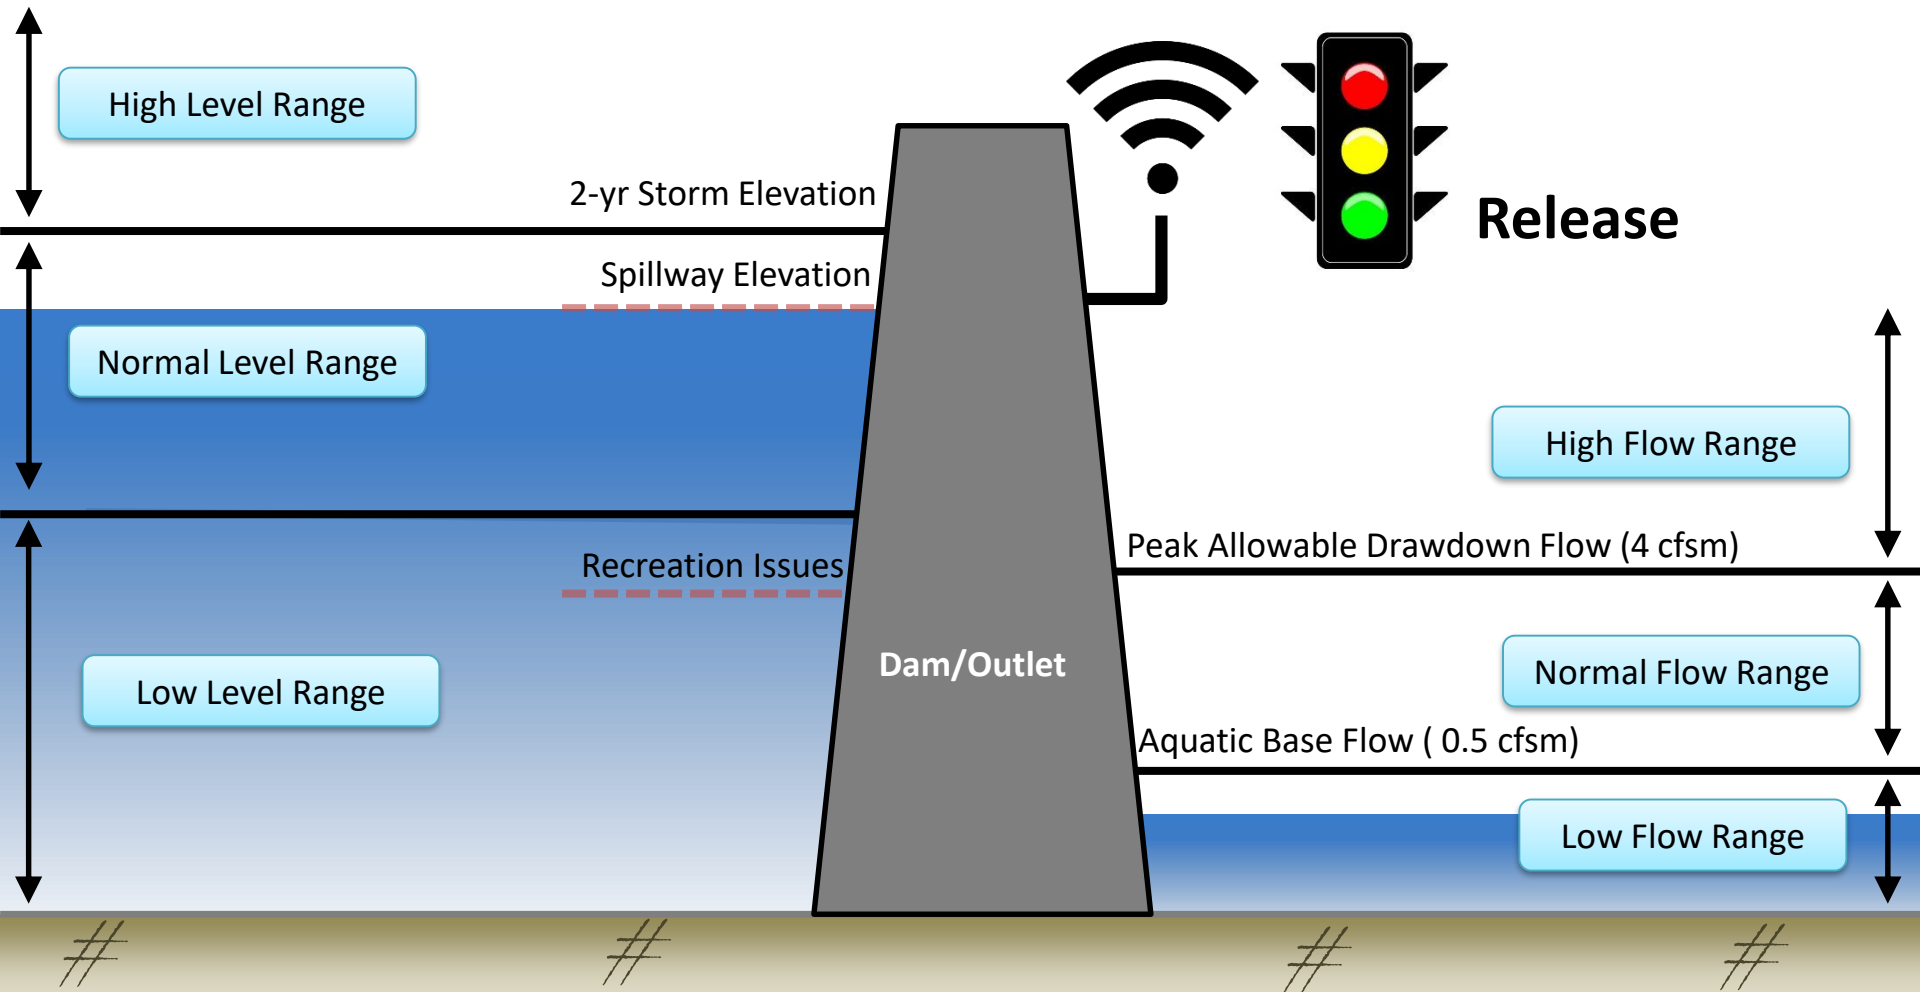 High Level Range
2-yr Storm Elevation
Release
Spillway Elevation
Normal Level Range
High Flow Range
Peak Allowable Drawdown Flow (4 cfsm)
Recreation Issues
Dam/Outlet
Normal Flow Range
Low Level Range
Aquatic Base Flow ( 0.5 cfsm)
Low Flow Range